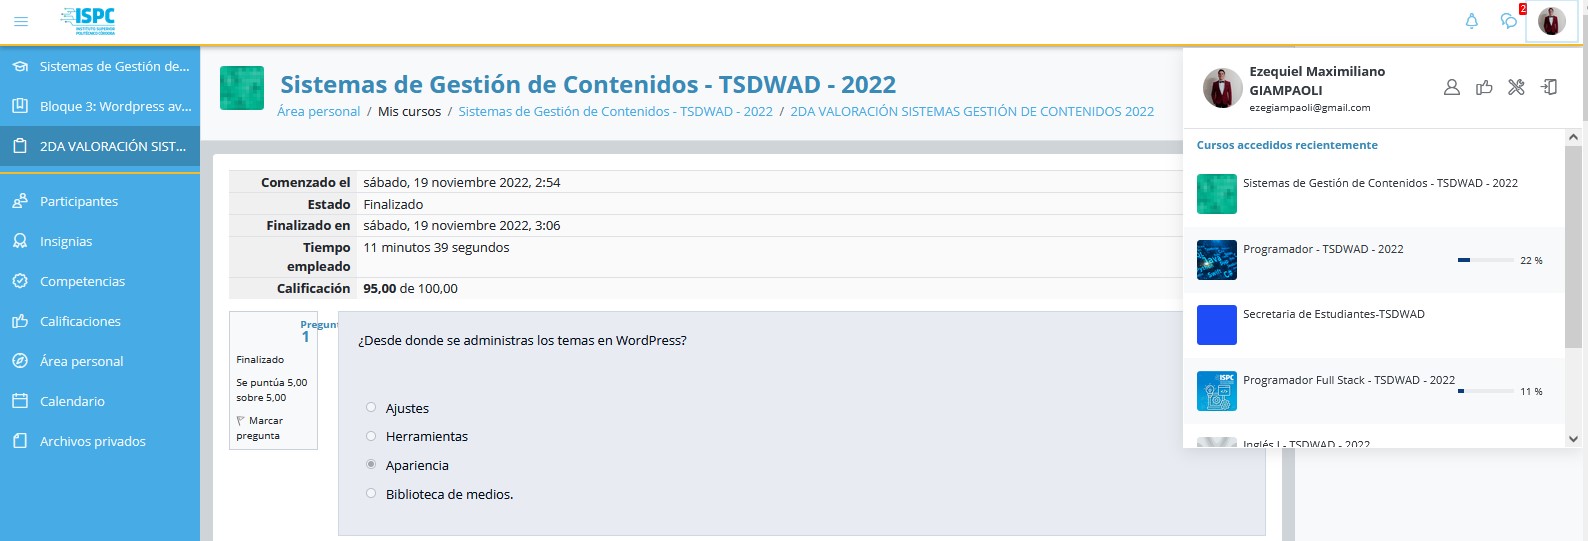 ISPC
INSTITUTO SUPERIOR
POLITÉCNICO CÓRDOBA
2
Sistemas de Gestión de...
Bloque 3: Wordpress av...
2DA VALORACIÓN SIST...
Participantes
Insignias
Competencias
Calificaciones
Área personal
Calendario
Archivos privados
Sistemas de Gestión de Contenidos - TSDWAD - 2022
Área personal / Mis cursos / Sistemas de Gestión de Contenidos - TSDWAD - 2022 / 2DA VALORACIÓN SISTEMAS GESTIÓN DE CONTENIDOS 2022
Comenzado el sábado, 19 noviembre 2022, 2:54
Estado Finalizado
Finalizado en sábado, 19 noviembre 2022, 3:06
Tiempo empleado 11 minutos 39 segundos
Calificación 95,00 de 100,00
Pregun
1
Finalizado
Se puntúa 5,00
sobre 5,00
Marcar
pregunta
¿Desde donde se administras los temas en WordPress?
Ajustes
Herramientas
Apariencia
Biblioteca de medios.
Ezequiel Maximiliano
GIAMPAOLI
ezegiampaoli@gmail.com
Cursos accedidos recientemente
Sistemas de Gestión de Contenidos - TSDWAD - 2022
Programador - TSDWAD - 2022
22 %
Secretaria de Estudiantes-TSDWAD
Programador Full Stack - TSDWAD - 2022
11 %
Inglés I - TSDWAD - 2022